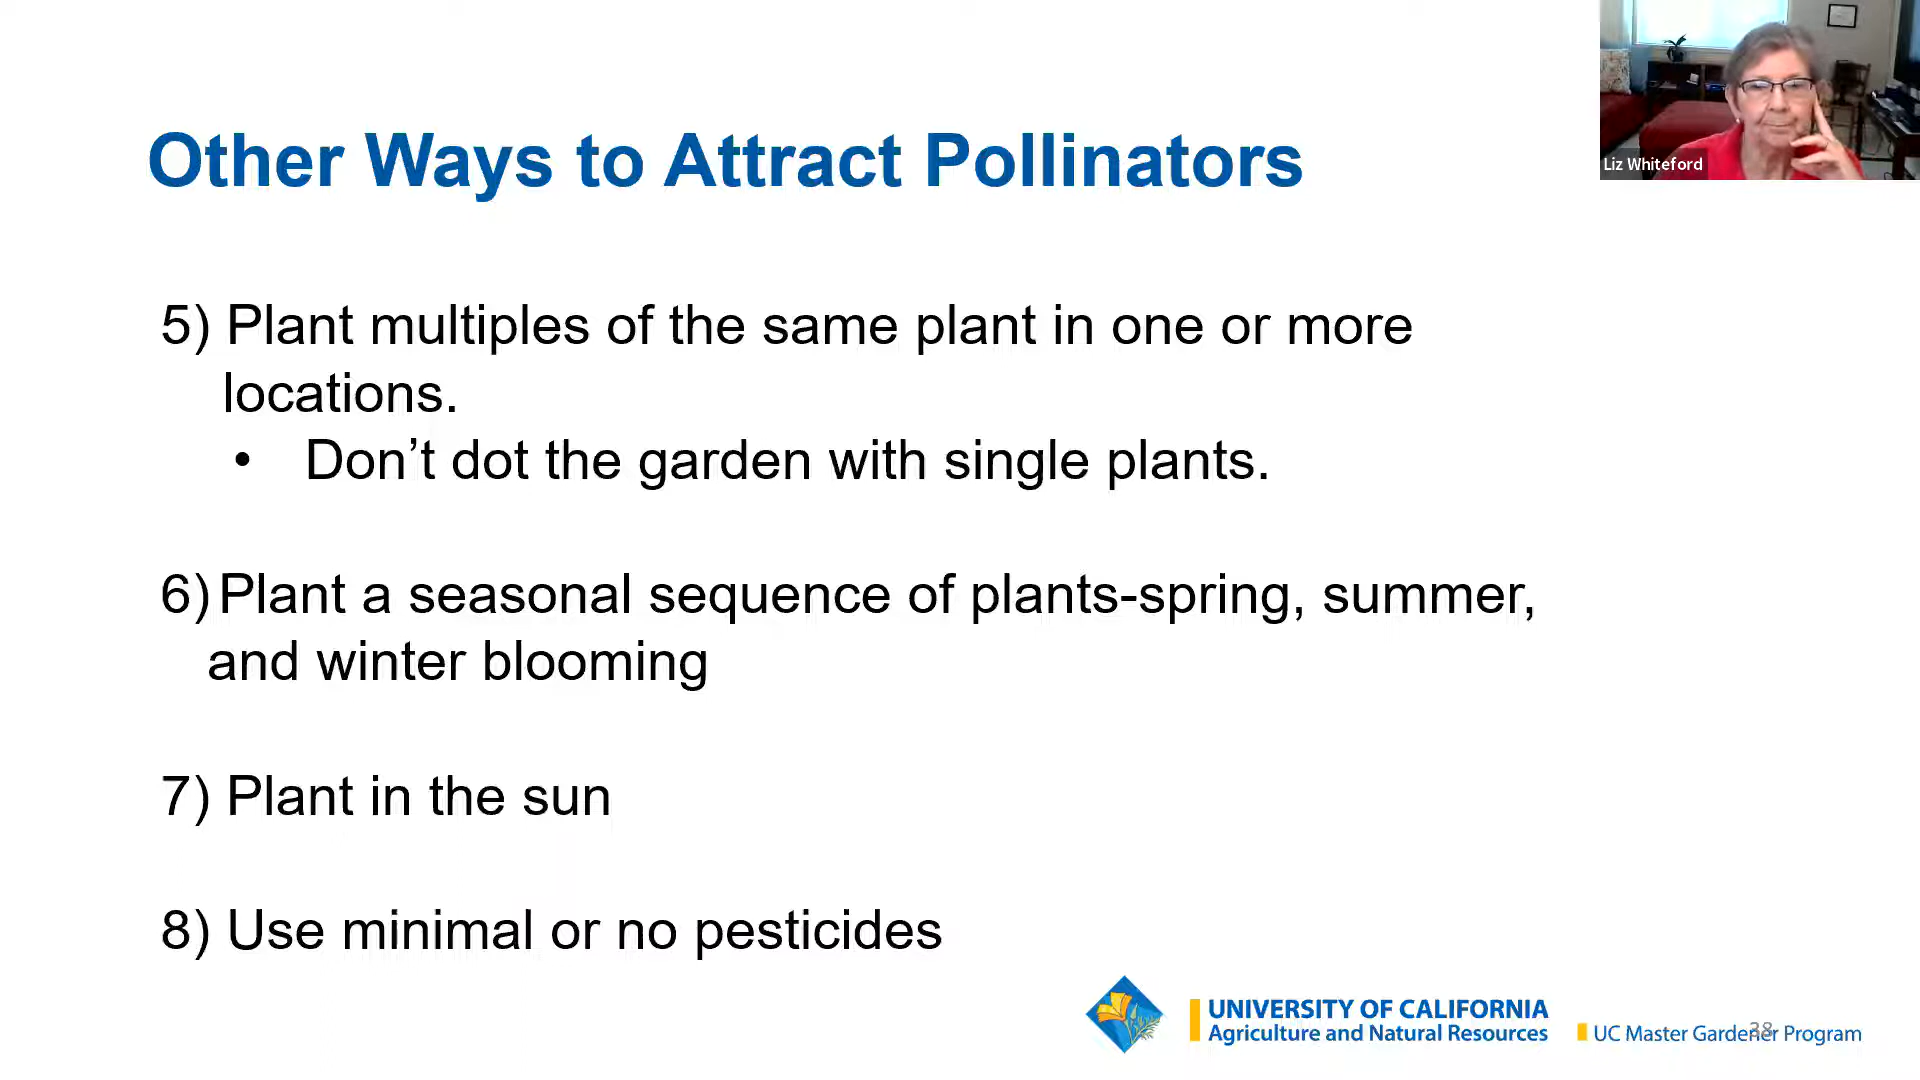 Other Ways to Attract Pollinators
Liz Whiteford
5) Plant multiples of the same plant in one or more
locations.
• Don’t dot the garden with single plants.
6) Plant a seasonal sequence of plants-spring, summer,
and winter blooming
7) Plant in the sun
8) Use minimal or no pesticides
UNIVERSITY OF CALIFORNIA
Agriculture and Natural Resources
UC Master Gardener Program
38